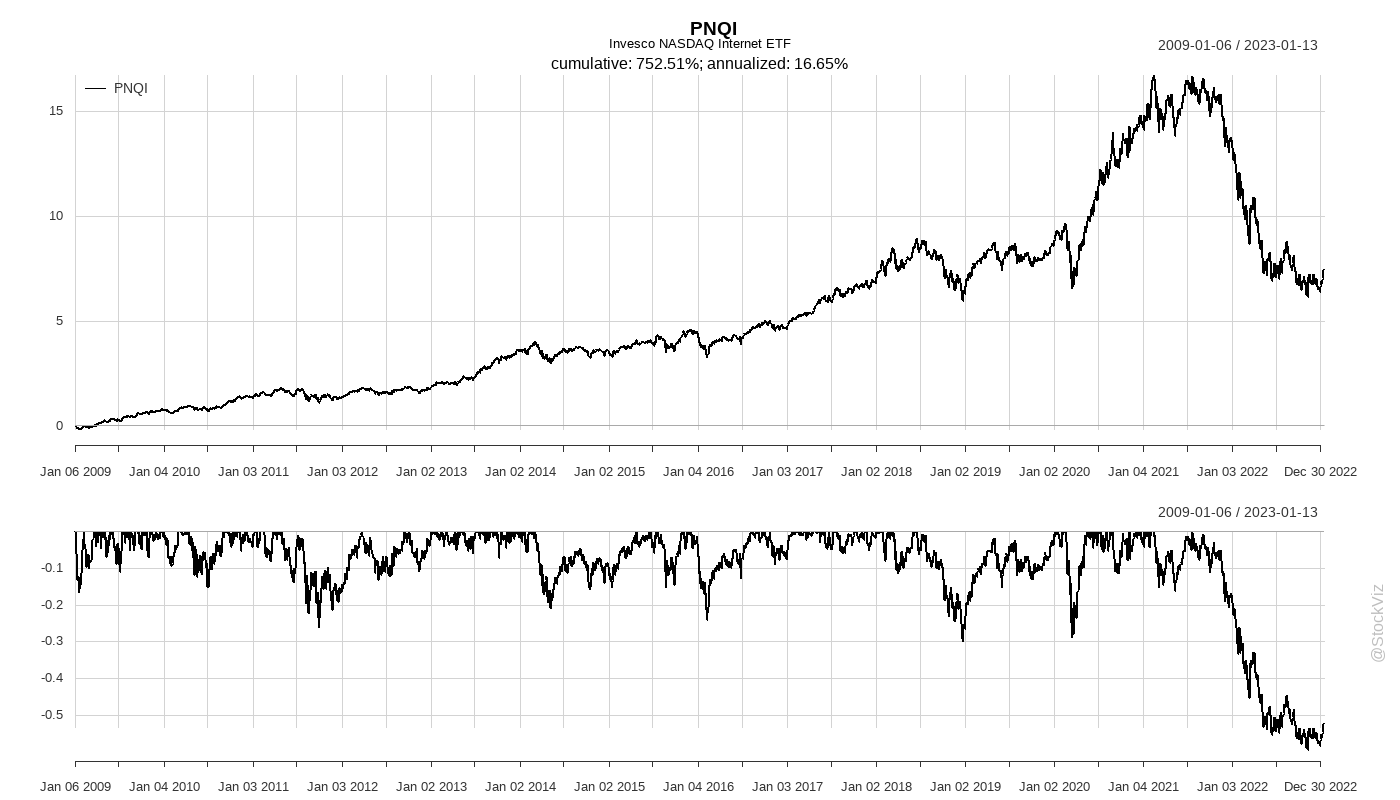 PNQI
Invesco NASDAQ Internet ETF
2009-01-06 / 2023-01-13
cumulative: 752.51%; annualized: 16.65%
PNQI
15
10
5
0
Jan 06 2009 Jan 04 2010 Jan 03 2011 Jan 03 2012 Jan 02 2013 Jan 02 2014 Jan 02 2015 Jan 04 2016 Jan 03 2017 Jan 02 2018 Jan 02 2019 Jan 02 2020 Jan 04 2021 Jan 03 2022 Dec 30 2022
2009-01-06 / 2023-01-13
-0.1
-0.2
-0.3
-0.4
-0.5
@StockViz
Jan 06 2009 Jan 04 2010 Jan 03 2011 Jan 03 2012 Jan 02 2013 Jan 02 2014 Jan 02 2015 Jan 04 2016 Jan 03 2017 Jan 02 2018 Jan 02 2019 Jan 02 2020 Jan 04 2021 Jan 03 2022 Dec 30 2022